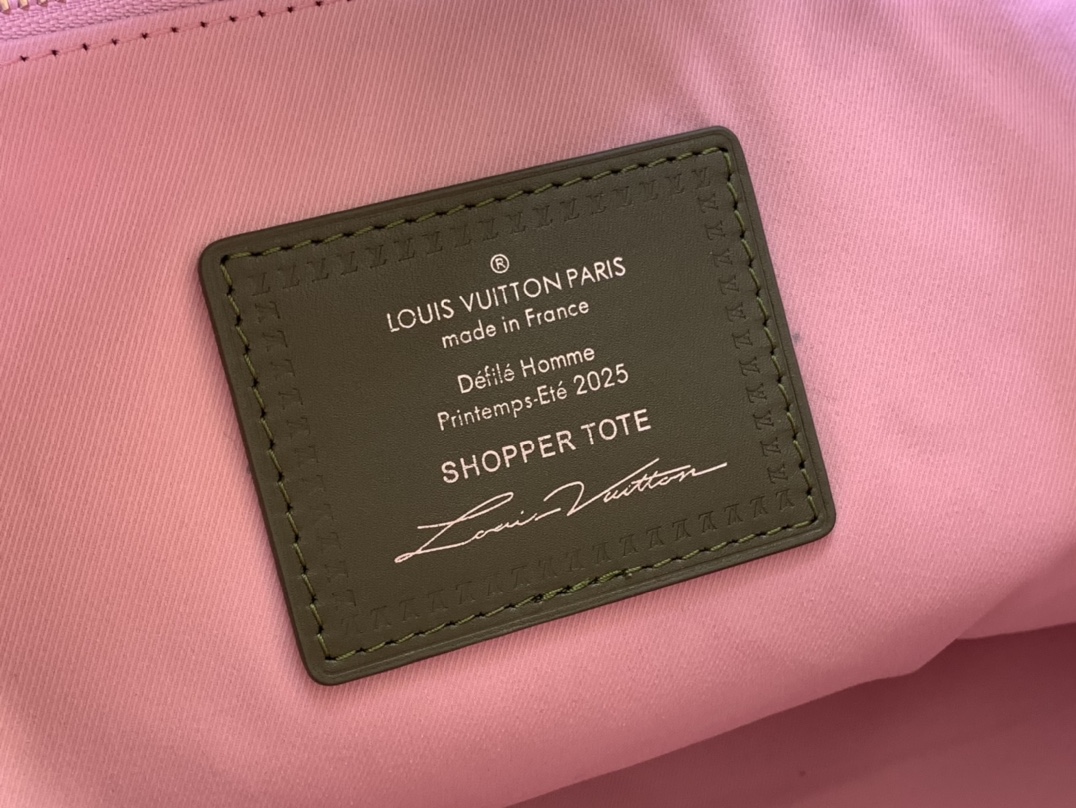 ®
LOUIS VUITTON PARIS
made in France
Défilé Homme
Printemps-Eté 2025
SHOPPER TOTE
Louis Vuitton